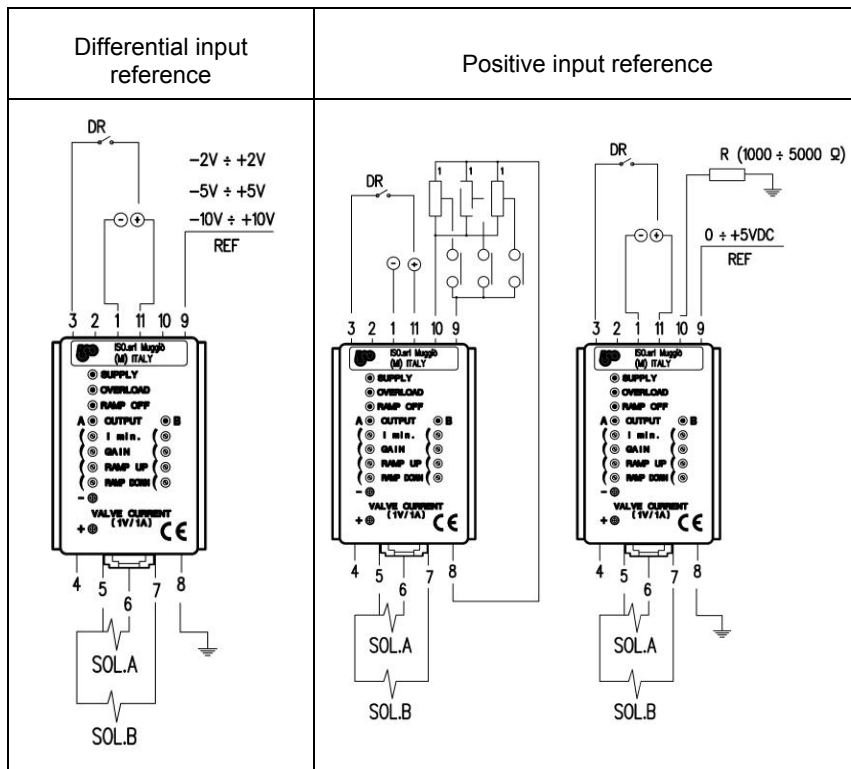 Differential input
reference
Positive input reference
DR
-2V ÷ +2V
-5V ÷ +5V
-10V ÷ +10V
REF
- +
3 2 1 11 10 9
ISO.srl Muggiò
(MI) ITALY
SUPPLY
OVERLOAD
RAMP OFF
A OUTPUT B
I min.
GAIN
RAMP UP
RAMP DOWN
-
VALVE CURRENT
(1V/1A)
+ CE
4 5 6 7 8
SOL.A
SOL.B
DR
1 1 1
- +
3 2 1 11 10 9
ISO.srl Muggiò
(MI) ITALY
SUPPLY
OVERLOAD
RAMP OFF
A OUTPUT B
I min.
GAIN
RAMP UP
RAMP DOWN
-
VALVE CURRENT
(1V/1A)
+ CE
4 5 6 7 8
SOL.A
SOL.B
DR
R (1000 ÷ 5000 Ω)
- +
0 ÷ +5VDC
REF
3 2 1 11 10 9
ISO.srl Muggiò
(MI) ITALY
SUPPLY
OVERLOAD
RAMP OFF
A OUTPUT B
I min.
GAIN
RAMP UP
RAMP DOWN
-
VALVE CURRENT
(1V/1A)
+ CE
4 5 6 7 8
SOL.A
SOL.B